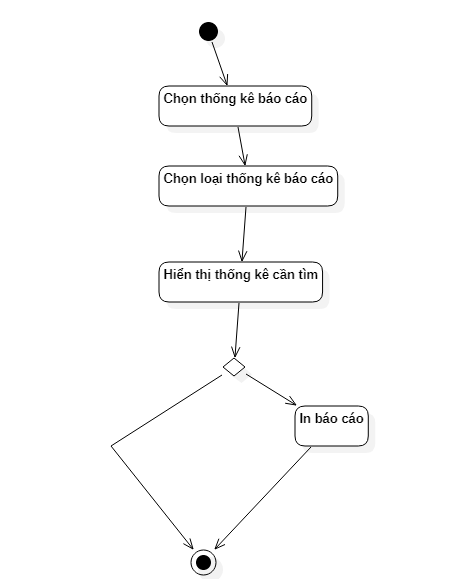 Chọn thống kê báo cáo
Chọn loại thống kê báo cáo
Hiển thị thống kê cần tìm
In báo cáo